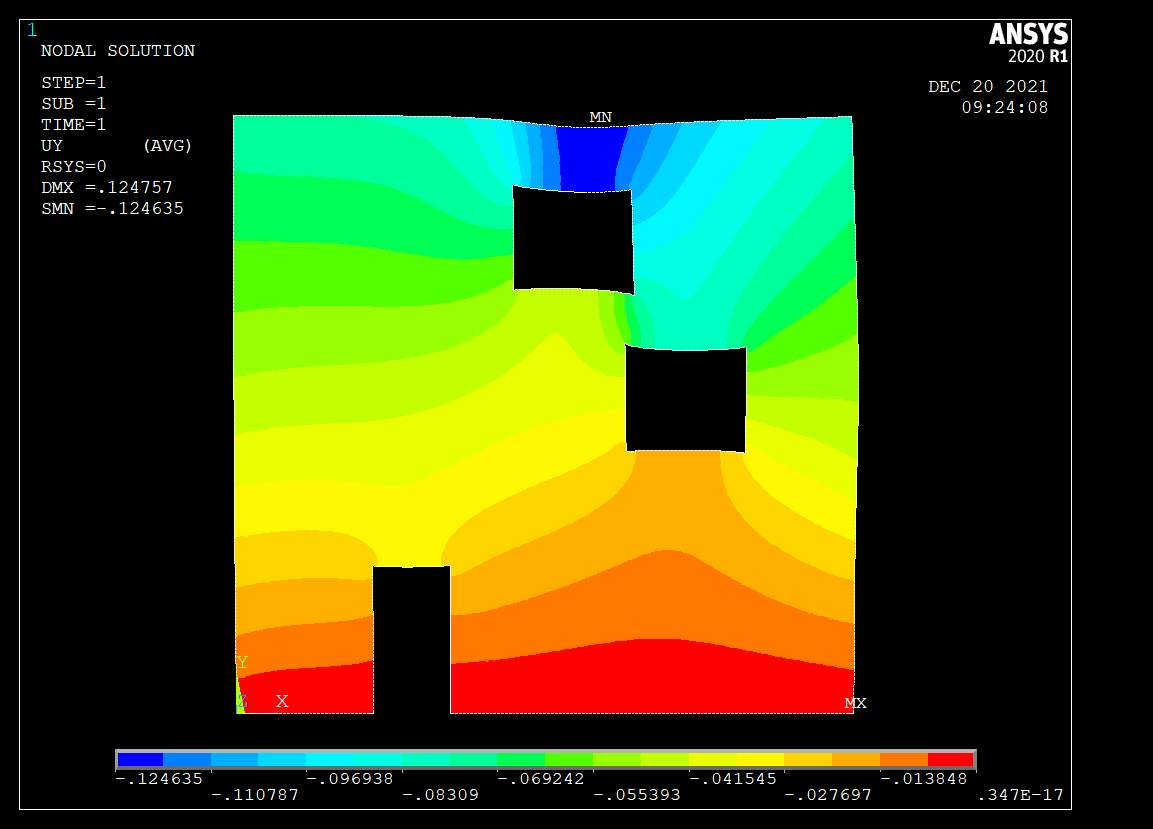 1
NODAL SOLUTION
STEP=1
SUB =1
TIME=1
UY (AVG)
RSYS=0
DMX =.124757
SMN =-.124635
ANSYS
2020 R1
DEC 20 2021
09:24:08
MN
Y
Z X
MX
-.124635 -.096938 -.069242 -.041545 -.013848
-.110787 -.08309 -.055393 -.027697 .347E-17